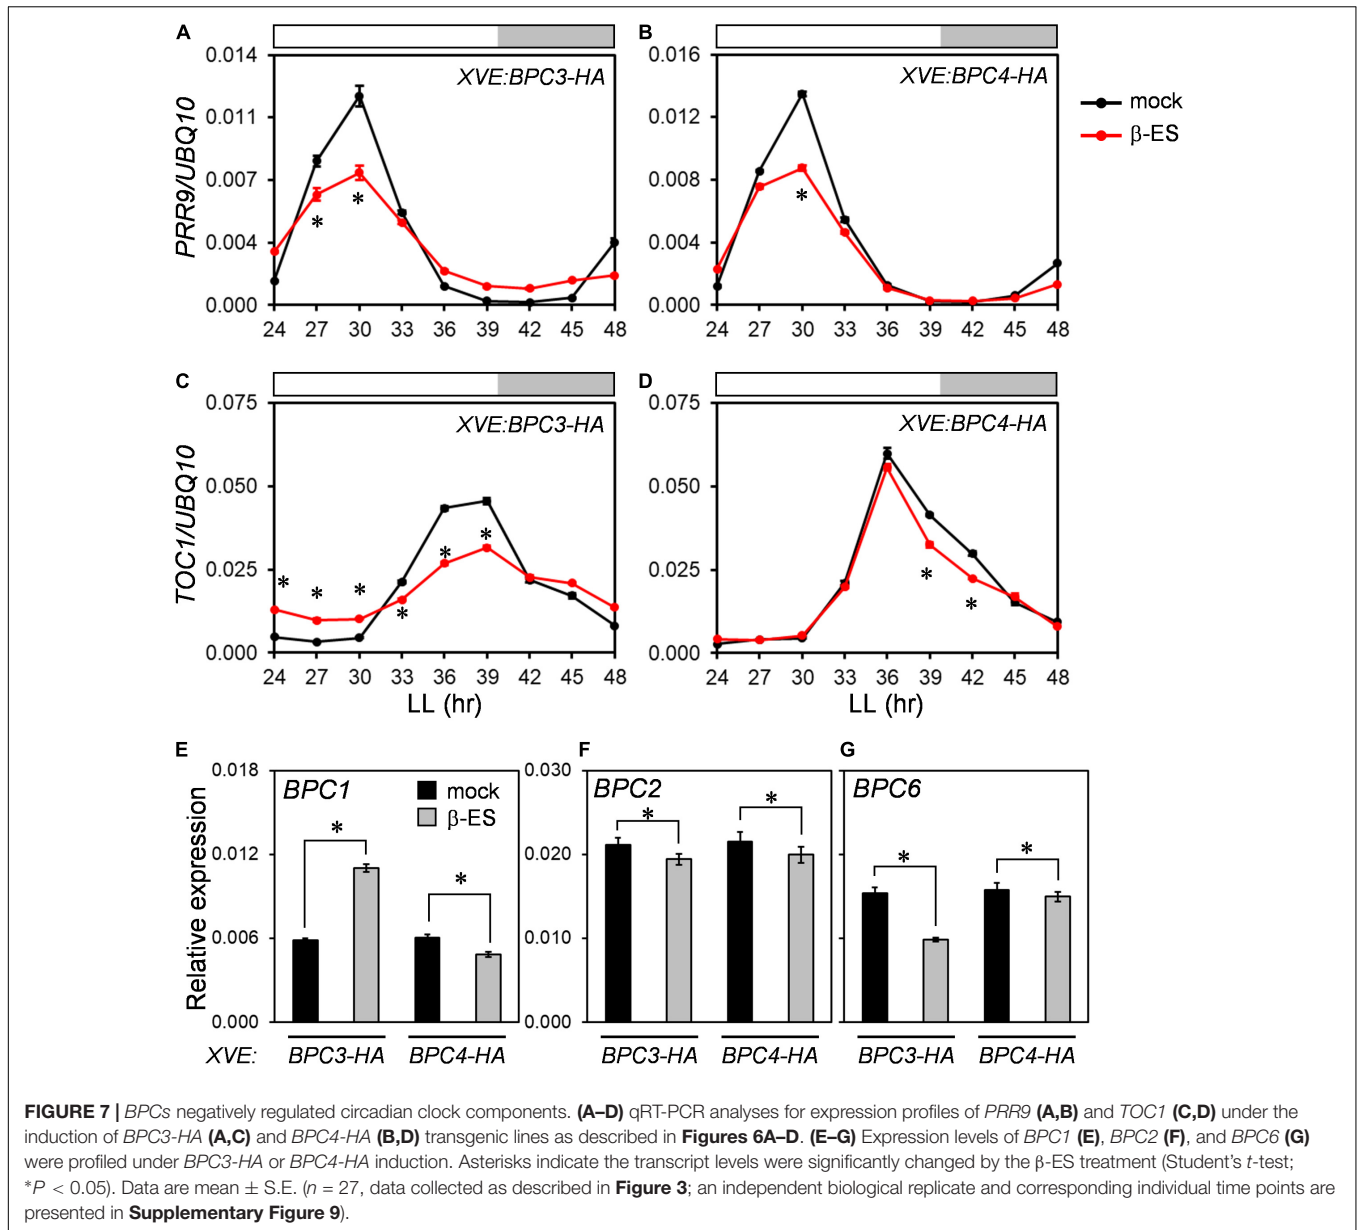 A
B
XVE:BPC3-HA
XVE:BPC4-HA
mock
β-ES
PRR9/UBQ10
0.014
0.011
0.007
0.004
0.000
0.016
0.012
0.008
0.004
0.000
* *
*
24 27 30 33 36 39 42 45 48
24 27 30 33 36 39 42 45 48
C
D
XVE:BPC3-HA
XVE:BPC4-HA
TOC1/UBQ10
0.075
0.050
0.025
0.000
0.075
0.050
0.025
0.000
* * * * * *
* *
24 27 30 33 36 39 42 45 48
24 27 30 33 36 39 42 45 48
LL (hr)
LL (hr)
E
F
G
BPC1
BPC2
BPC6
mock
β-ES
Relative expression
0.018
0.012
0.006
0.000
0.030
0.020
0.010
0.000
* *
* *
* *
XVE: BPC3-HA BPC4-HA
BPC3-HA BPC4-HA
BPC3-HA BPC4-HA
FIGURE 7 | BPCs negatively regulated circadian clock components. (A–D) qRT-PCR analyses for expression profiles of PRR9 (A,B) and TOC1 (C,D) under the
induction of BPC3-HA (A,C) and BPC4-HA (B,D) transgenic lines as described in Figures 6A–D. (E–G) Expression levels of BPC1 (E), BPC2 (F), and BPC6 (G)
were profiled under BPC3-HA or BPC4-HA induction. Asterisks indicate the transcript levels were significantly changed by the β-ES treatment (Student's t-test;
*P < 0.05). Data are mean ± S.E. (n = 27, data collected as described in Figure 3; an independent biological replicate and corresponding individual time points are
presented in Supplementary Figure 9).